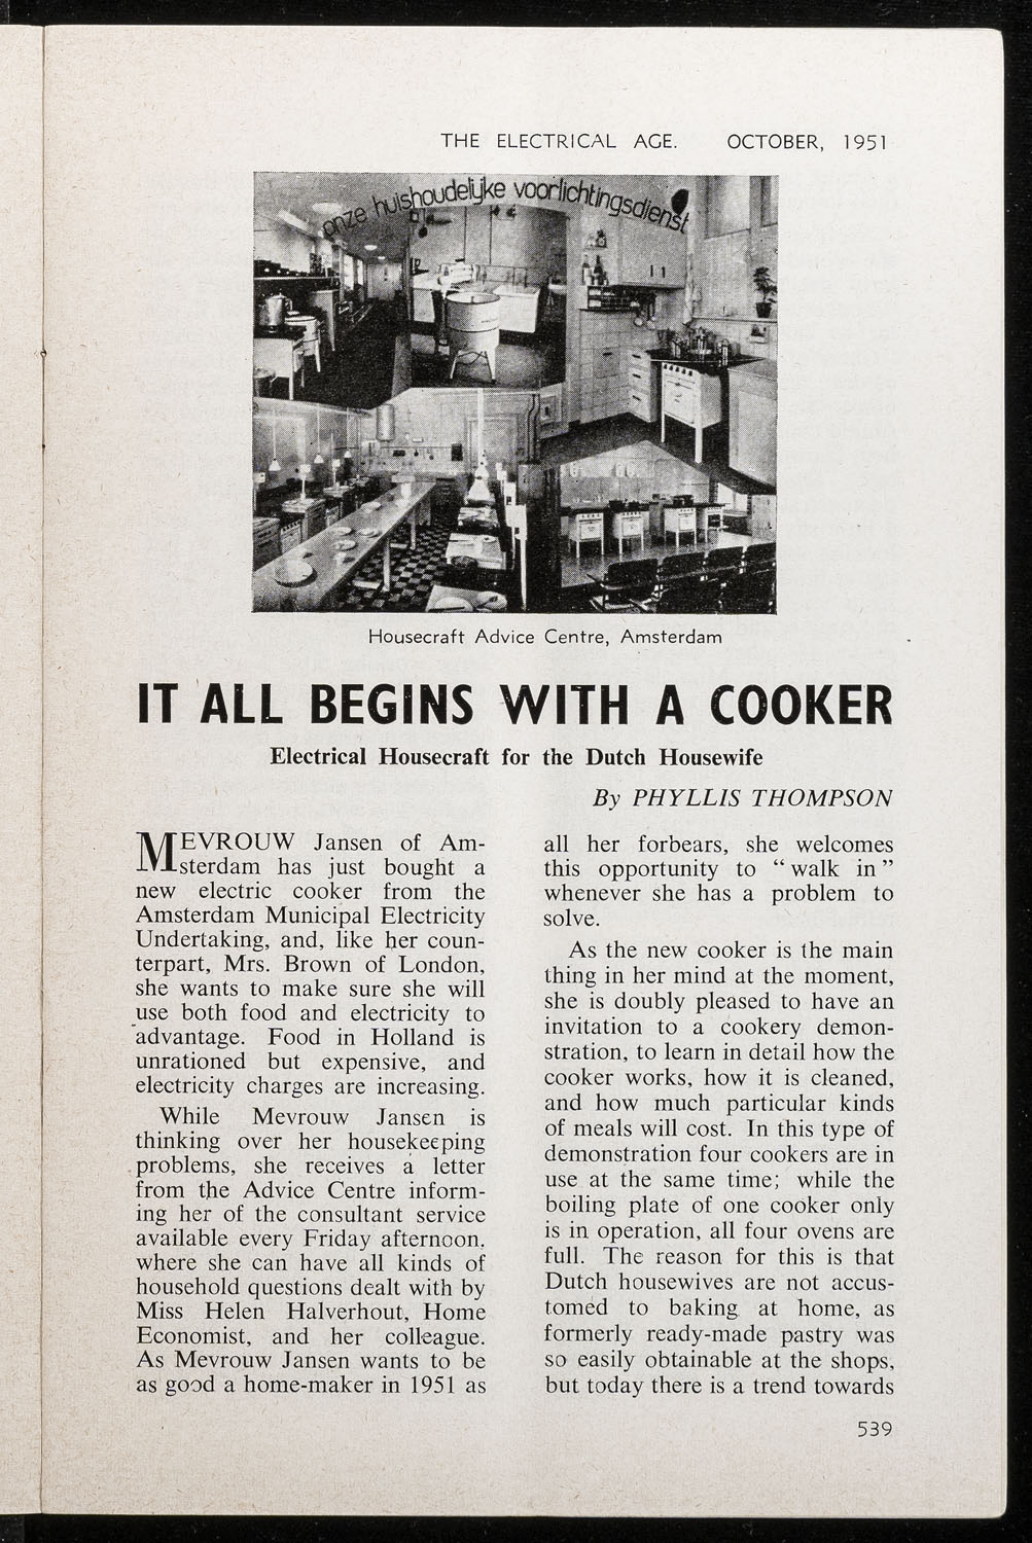 THE ELECTRICAL AGE. OCTOBER, 1951
onze huishoudelijke voorlichtingsdienst
Housecraft Advice Centre, Amsterdam
IT ALL BEGINS WITH A COOKER
Electrical Housecraft for the Dutch Housewife
By PHYLLIS THOMPSON
MEVROUW Jansen of Am-
sterdam has just bought a
new electric cooker from the
Amsterdam Municipal Electricity
Undertaking, and, like her coun-
terpart, Mrs. Brown of London,
she wants to make sure she will
use both food and electricity to
advantage. Food in Holland is
unrationed but expensive, and
electricity charges are increasing.
While Mevrouw Jansen is
thinking over her housekeeping
problems, she receives a letter
from the Advice Centre inform-
ing her of the consultant service
available every Friday afternoon.
where she can have all kinds of
household questions dealt with by
Miss Helen Halverhout, Home
Economist, and her colleague.
As Mevrouw Jansen wants to be
as good a home-maker in 1951 as
all her forbears, she welcomes
this opportunity to “walk in”
whenever she has a problem to
solve.
As the new cooker is the main
thing in her mind at the moment,
she is doubly pleased to have an
invitation to a cookery demon-
stration, to learn in detail how the
cooker works, how it is cleaned,
and how much particular kinds
of meals will cost. In this type of
demonstration four cookers are in
use at the same time; while the
boiling plate of one cooker only
is in operation, all four ovens are
full. The reason for this is that
Dutch housewives are not accus-
tomed to baking at home, as
formerly ready-made pastry was
so easily obtainable at the shops,
but today there is a trend towards
539